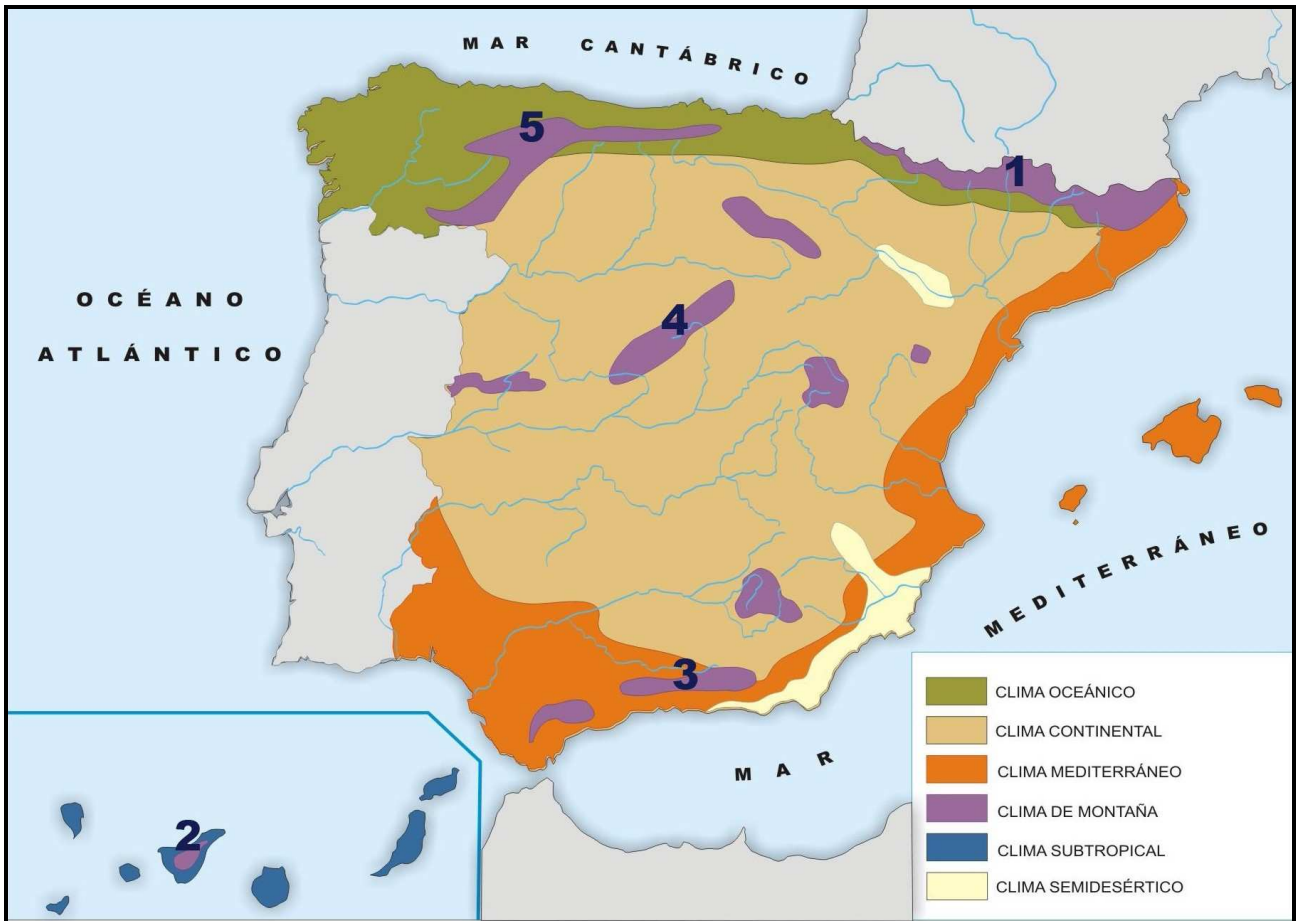 MAR CANTÁBRICO
5
1
OCÉANO
ATLÁNTICO
4
MAR MEDITERRÁNEO
3
2
CLIMA OCEÁNICO
CLIMA CONTINENTAL
CLIMA MEDITERRÁNEO
CLIMA DE MONTAÑA
CLIMA SUBTROPICAL
CLIMA SEMIDESÉRTICO